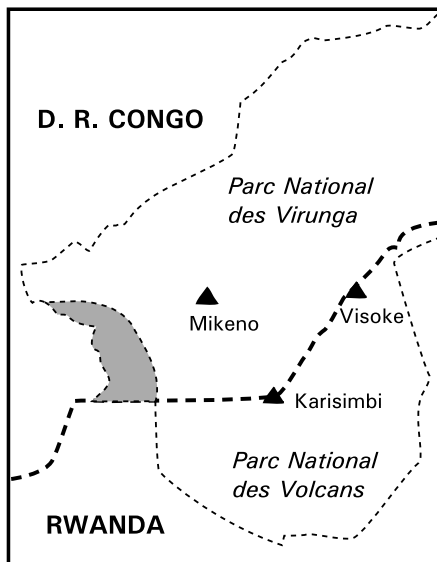 D. R. CONGO
Parc National
des Virunga
Mikeno
Visoke
Karisimbi
Parc National
des Volcans
RWANDA